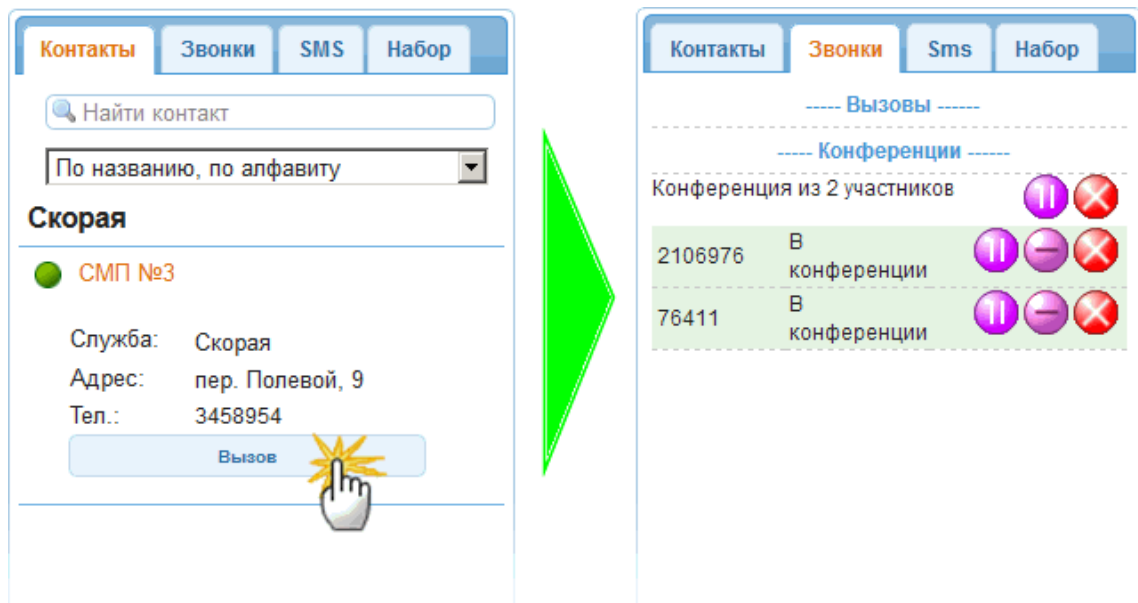 Контакты Звонки SMS Набор
Найти контакт
По названию, по алфавиту
Скорая
СМП №3
Служба: Скорая
Адрес: пер. Полевой, 9
Тел.: 3458954
Вызов
Контакты Звонки Sms Набор
----- Вызовы ------
----- Конференции ------
Конференция из 2 участников
2106976 В
конференции
76411 В
конференции